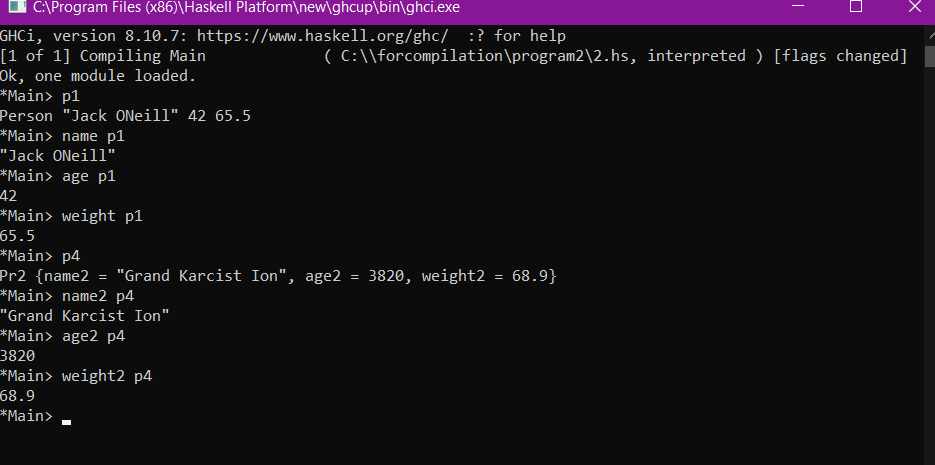 C:\Program Files (x86)\Haskell Platform\new\ghcup\bin\ghci.exe
GHCi, version 8.10.7: https://www.haskell.org/ghc/  :? for help
[1 of 1] Compiling Main             ( C:\\forcompilation\program2\2.hs, interpreted ) [flags changed]
Ok, one module loaded.
*Main> p1
Person "Jack ONeill" 42 65.5
*Main> name p1
"Jack ONeill"
*Main> age p1
42
*Main> weight p1
65.5
*Main> p4
Pr2 {name2 = "Grand Karcist Ion", age2 = 3820, weight2 = 68.9}
*Main> name2 p4
"Grand Karcist Ion"
*Main> age2 p4
3820
*Main> weight2 p4
68.9
*Main>